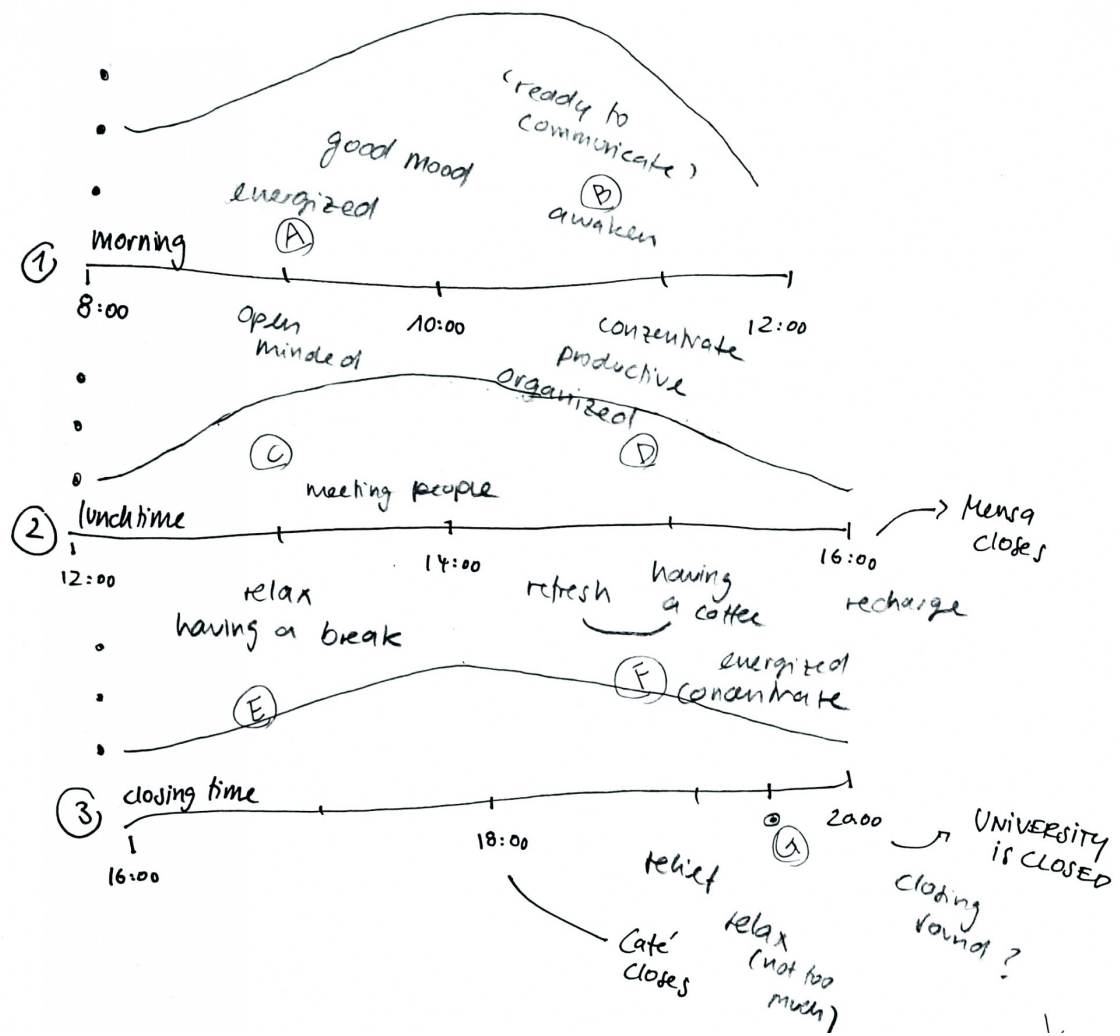 (ready to
communicate)
good mood
energized
A
B
awaken
1
morning
8:00
10:00
12:00
open
minded
conzentrate
productive
organized
C
D
meeting people
2
lunchtime
12:00
14:00
16:00
Mensa
closes
relax
having a break
refresh
having
a coffee
recharge
E
F
energized
concentrate
3
closing time
16:00
18:00
20:00
G
UNIVERSITY
IS CLOSED
closing
round?
relief
relax
(not too
much)
Café
closes